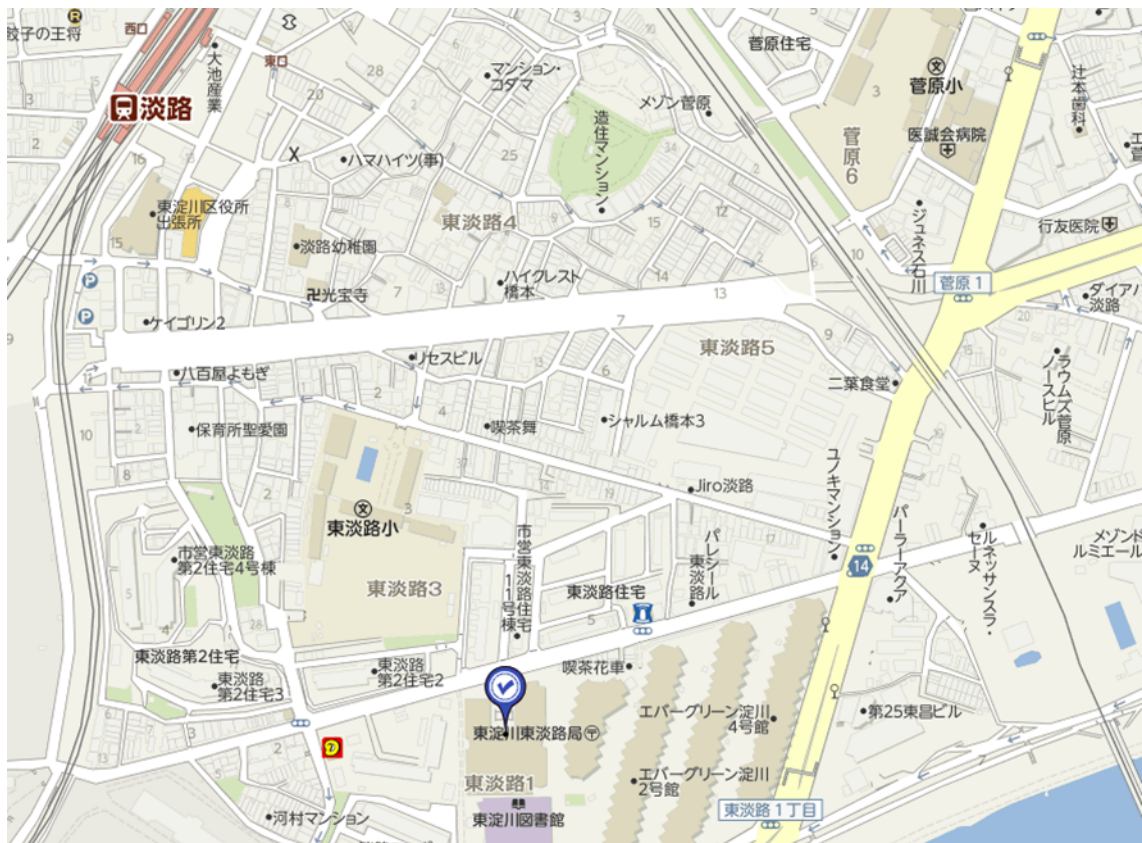 餃子の王将
西口
東口
大池産業
淡路
28
20
マンション・
コダマ
メゾン菅原
菅原住宅
菅原小
辻本歯科
医誠会病院
菅原6
3
ハマハイツ(事)
25
造住マンション
34
16
東淀川区役所
出張所
15
東淡路4
15
12
淡路幼稚園
ジュネス石川
行友医院
10
菅原1
ハイクレスト
橋本
14
13
光宝寺
7
ダイアパ
淡路
20
ケイゴリン2
7
東淡路5
9
リセスビル
ラウムズ菅原
ノースビル
八百屋よもぎ
二葉食堂
13
6
1
2
4
シャルム橋本3
喫茶舞
10
保育所聖愛園
ユノキマンション
Jiro淡路
2
3
東淡路小
パーラーアクア
ルネッサンスラ・
セーヌ
メゾンド
ルミエール
市営東淡路
第2住宅4号棟
市営東淡路住宅
11号棟
パレシール
東淡路
14
東淡路3
東淡路住宅
5
4
28
東淡路第2住宅
東淡路
第2住宅2
喫茶花車
東淡路
第2住宅3
エバーグリーン淀川
4号館
第25東昌ビル
東淀川東淡路局
2
13
7
東淡路1
エバーグリーン淀川
2号館
河村マンション
東淀川図書館
東淡路1丁目